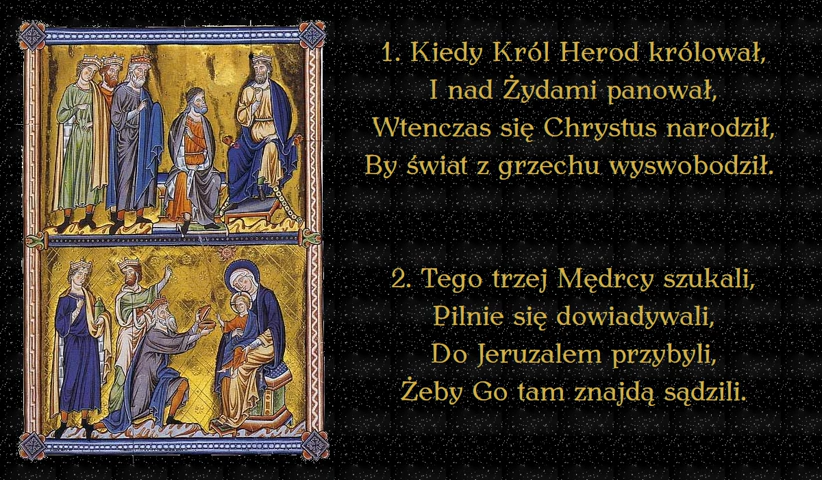 1. Kiedy Król Herod królował,
I nad Żydami panował,
Wtenczas się Chrystus narodził,
By świat z grzechu wyswobodził.
2. Tego trzej Mędrcy szukali,
Pilnie się dowiadywali,
Do Jeruzalem przybyli,
Żeby Go tam znajdą sądzili.